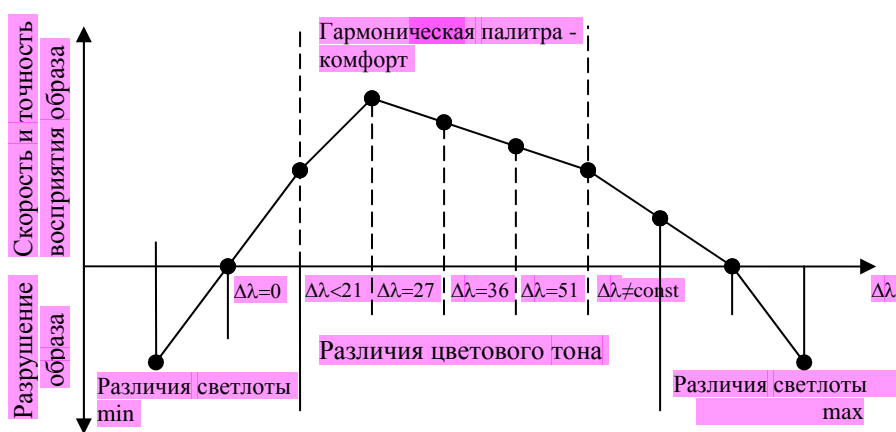 Скорость и точность
восприятия образа
Разрушение
образа
Гармоническая палитра -
комфорт
Δλ=0
Δλ<21
Δλ=27
Δλ=36
Δλ=51
Δλ≠const
Δλ
Различия цветового тона
Различия светлоты
min
Различия светлоты
max